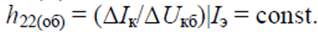 h22(об) = (ΔIк/ΔUкб)|Iэ = const.